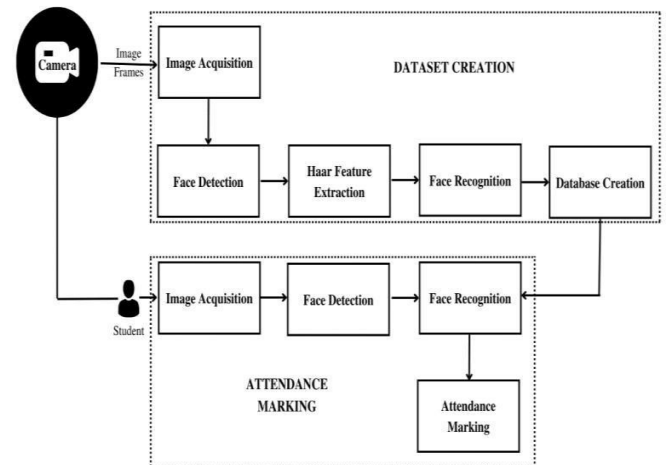 Camera
Image
Frames
Image Acquisition
DATASET CREATION
Face Detection
Haar Feature
Extraction
Face Recognition
Database Creation
Student
Image Acquisition
Face Detection
Face Recognition
ATTENDANCE
MARKING
Attendance
Marking